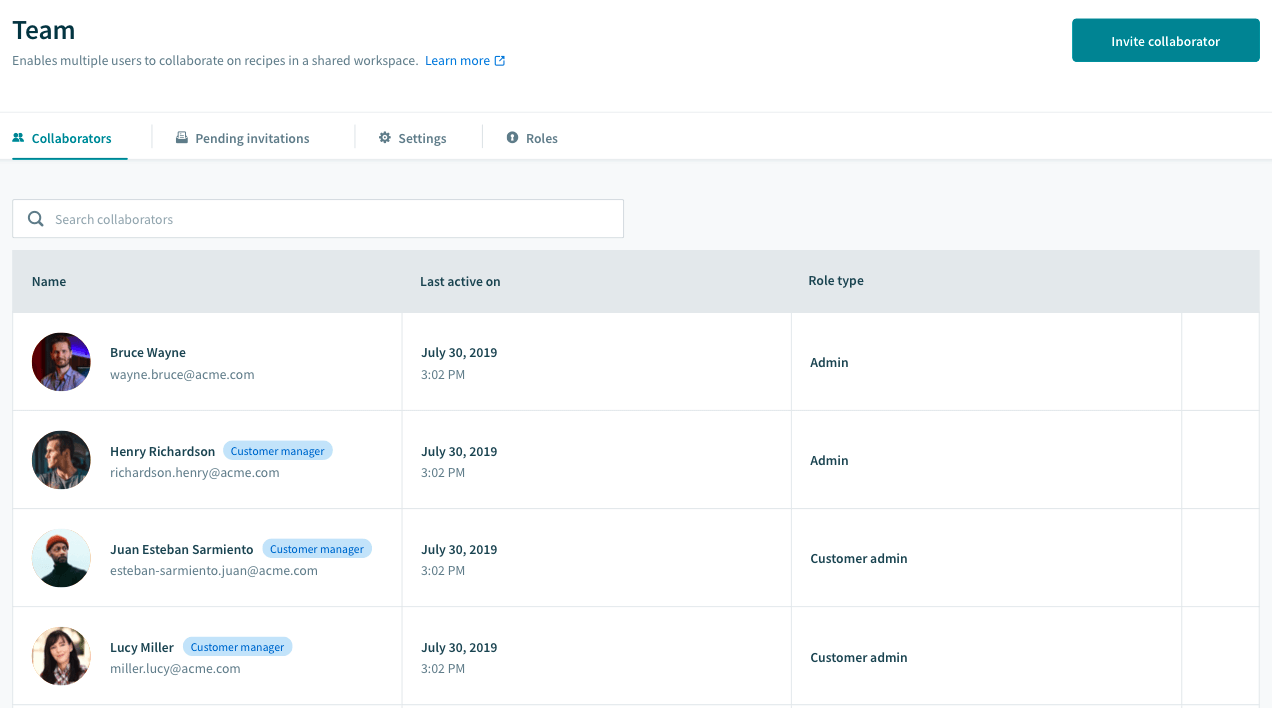 Team
Invite collaborator
Enables multiple users to collaborate on recipes in a shared workspace. Learn more
Collaborators
Pending invitations
Settings
Roles
Search collaborators
Name
Last active on
Role type
Bruce Wayne
wayne.bruce@acme.com
July 30, 2019
3:02 PM
Admin
Henry Richardson
Customer manager
richardson.henry@acme.com
July 30, 2019
3:02 PM
Admin
Juan Esteban Sarmiento
Customer manager
esteban-sarmiento.juan@acme.com
July 30, 2019
3:02 PM
Customer admin
Lucy Miller
Customer manager
miller.lucy@acme.com
July 30, 2019
3:02 PM
Customer admin